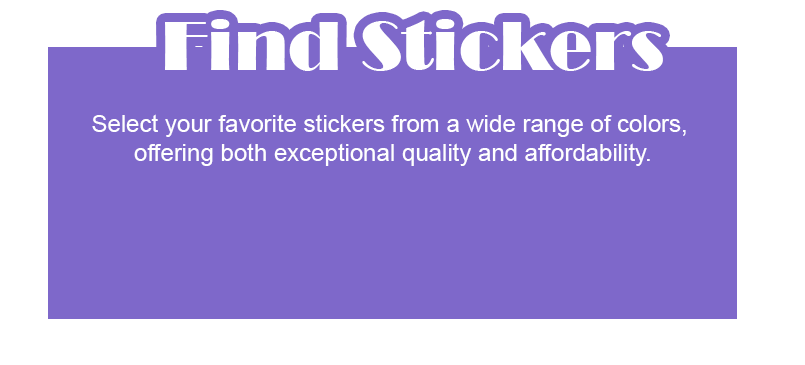 Find Stickers
Select your favorite stickers from a wide range of colors,
offering both exceptional quality and affordability.